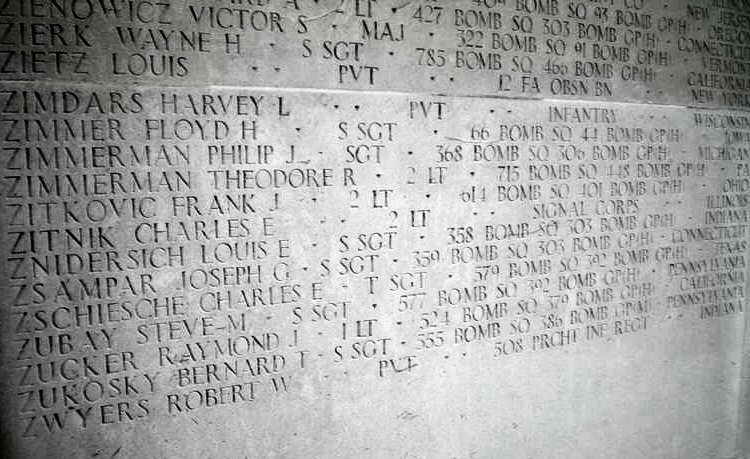 NEW JERSEY
BOMB SQ 93 BOMB GP(H) · OREGON
ARD A · 2 LT · 427 BOMB SQ 303 BOMB GP(H) · CONNECTICUT
ZIENOWICZ VICTOR S · MAJ · 322 BOMB SQ 91 BOMB GP(H) · VERMONT
ZIERK WAYNE H · S SGT · 785 BOMB SQ 466 BOMB GP(H) · CALIFORNIA
ZIETZ LOUIS · · PVT · · 12 FA OBSN BN · NEW YORK
ZIMDARS HARVEY L · · PVT · · INFANTRY · WISCONSIN
ZIMMER FLOYD H · S SGT · 66 BOMB SQ 44 BOMB GP(H) · IOWA
ZIMMERMAN PHILIP J · SGT · 368 BOMB SQ 306 BOMB GP(H) · MICHIGAN
ZIMMERMAN THEODORE R · 2 LT · 715 BOMB SQ 448 BOMB GP(H) · PA
ZITKOVIC FRANK J · 2 LT · 614 BOMB SQ 401 BOMB GP(H) · OHIO
ZITNIK CHARLES E · · 2 LT · · SIGNAL CORPS · ILLINOIS
ZNIDERSICH LOUIS E · S SGT · 358 BOMB SQ 303 BOMB GP(H) · INDIANA
ZSAMPAR JOSEPH G · S SGT · 359 BOMB SQ 303 BOMB GP(H) · CONNECTICUT
ZSCHIESCHE CHARLES E · T SGT · 579 BOMB SQ 392 BOMB GP(H) · TEXAS
ZUBAY STEVE M · S SGT · 577 BOMB SQ 392 BOMB GP(H) · PENNSYLVANIA
ZUCKER RAYMOND J · 1 LT · 524 BOMB SQ 379 BOMB GP(H) · CALIFORNIA
ZUKOSKY BERNARD T · S SGT · 555 BOMB SQ 386 BOMB GP(M) · PENNSYLVANIA
ZWYERS ROBERT W · PVT · · 508 PRCHT INF REGT · INDIANA